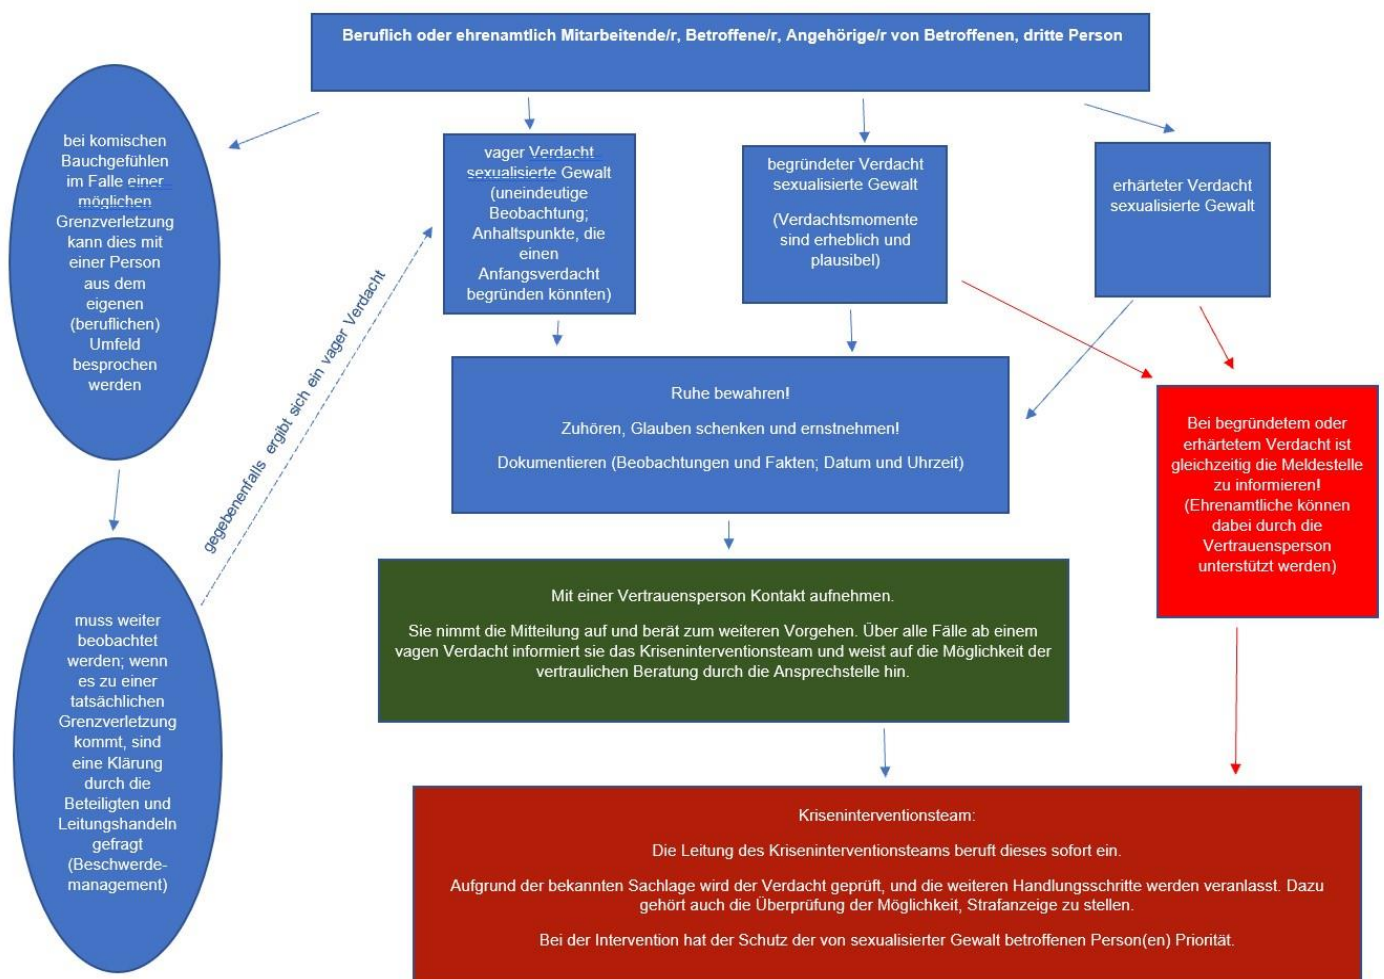 Beruflich oder ehrenamtlich Mitarbeitende/r, Betroffene/r, Angehörige/r von Betroffenen, dritte Person
bei komischen
Bauchgefühlen
im Falle einer
möglichen
Grenzverletzung
kann dies mit
einer Person
aus dem
eigenen
(beruflichen)
Umfeld
besprochen
werden
vager Verdacht
sexualisierte Gewalt
(uneindeutige
Beobachtung;
Anhaltspunkte, die
einen
Anfangsverdacht
begründen könnten)
begründeter Verdacht
sexualisierte Gewalt
(Verdachtsmomente
sind erheblich und
plausibel)
erhärteter Verdacht
sexualisierte Gewalt
gegebenenfalls ergibt sich ein vager Verdacht
Ruhe bewahren!
Zuhören, Glauben schenken und ernstnehmen!
Dokumentieren (Beobachtungen und Fakten; Datum und Uhrzeit)
Bei begründetem oder
erhärtetem Verdacht ist
gleichzeitig die Meldestelle
zu informieren!
(Ehrenamtliche können
dabei durch die
Vertrauensperson
unterstützt werden)
muss weiter
beobachtet
werden; wenn
es zu einer
tatsächlichen
Grenzverletzung
kommt, sind
eine Klärung
durch die
Beteiligten und
Leitungshandeln
gefragt
(Beschwerde-
management)
Mit einer Vertrauensperson Kontakt aufnehmen.
Sie nimmt die Mitteilung auf und berät zum weiteren Vorgehen. Über alle Fälle ab einem
vagen Verdacht informiert sie das Kriseninterventionsteam und weist auf die Möglichkeit der
vertraulichen Beratung durch die Ansprechstelle hin.
Kriseninterventionsteam:
Die Leitung des Kriseninterventionsteams beruft dieses sofort ein.
Aufgrund der bekannten Sachlage wird der Verdacht geprüft, und die weiteren Handlungsschritte werden veranlasst. Dazu
gehört auch die Überprüfung der Möglichkeit, Strafanzeige zu stellen.
Bei der Intervention hat der Schutz der von sexualisierter Gewalt betroffenen Person(en) Priorität.